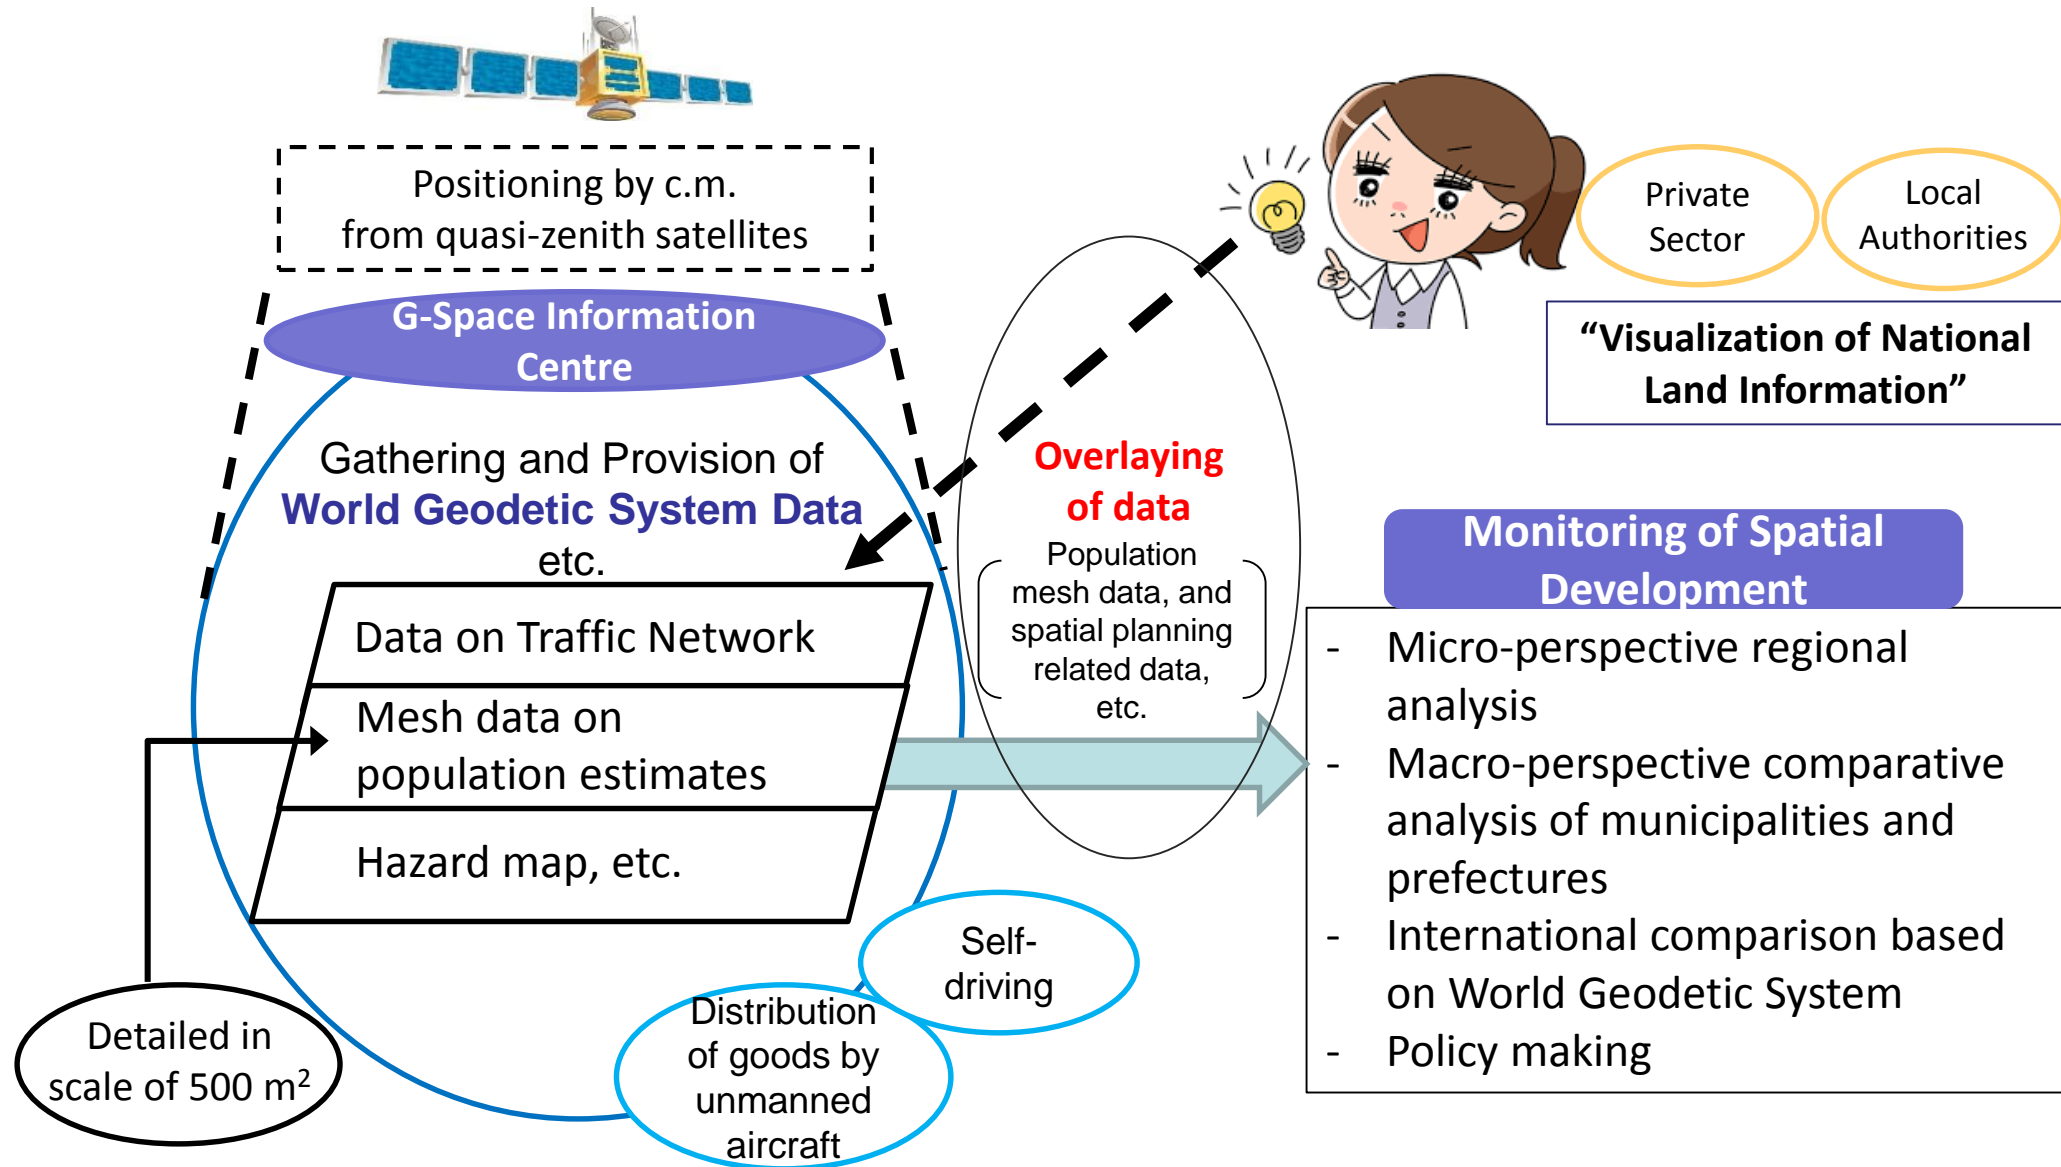 Positioning by c.m.
from quasi-zenith satellites
G-Space Information
Centre
Gathering and Provision of
World Geodetic System Data
etc.
Data on Traffic Network
Mesh data on
population estimates
Hazard map, etc.
Detailed in
scale of 500 m²
Distribution
of goods by
unmanned
aircraft
Self-
driving
Overlaying
of data
Population
mesh data, and
spatial planning
related data,
etc.
Private
Sector
Local
Authorities
“Visualization of National
Land Information”
Monitoring of Spatial
Development
- Micro-perspective regional
analysis
- Macro-perspective comparative
analysis of municipalities and
prefectures
- International comparison based
on World Geodetic System
- Policy making